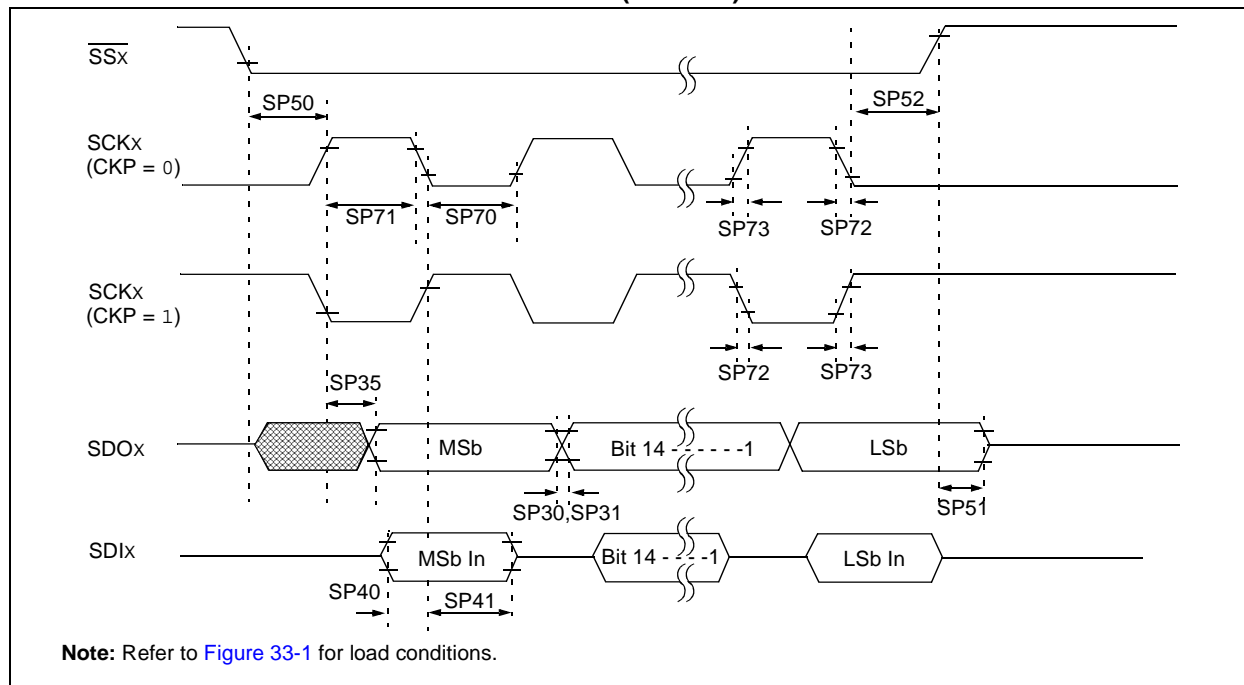 SSX
SP50
SP52
SCKX
(CKP = 0)
SP71
SP70
SP73
SP72
SCKX
(CKP = 1)
SP72
SP73
SP35
SDOX
MSb
Bit 14 - - - - - -1
LSb
SP30,SP31
SP51
SDIX
MSb In
Bit 14 - - - -1
LSb In
SP40
SP41
Note: Refer to Figure 33-1 for load conditions.